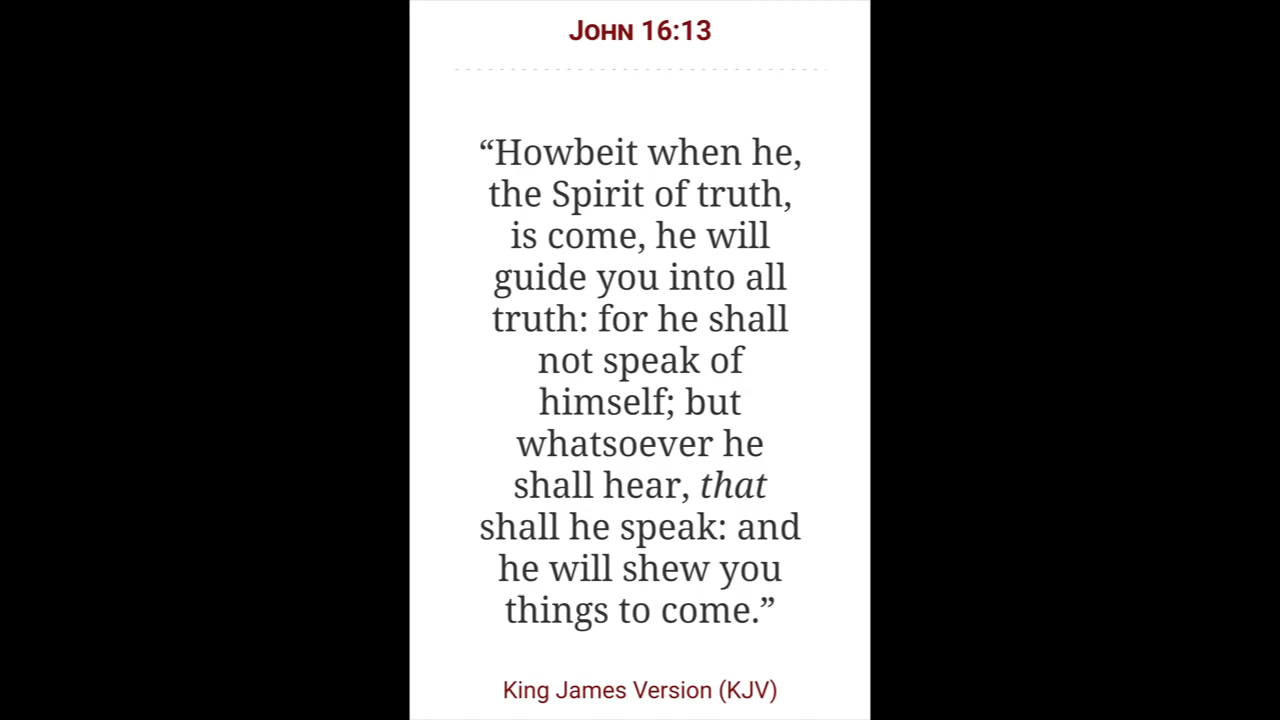 John 16:13
“Howbeit when he,
the Spirit of truth,
is come, he will
guide you into all
truth: for he shall
not speak of
himself; but
whatsoever he
shall hear, that
shall he speak: and
he will shew you
things to come.”
King James Version (KJV)